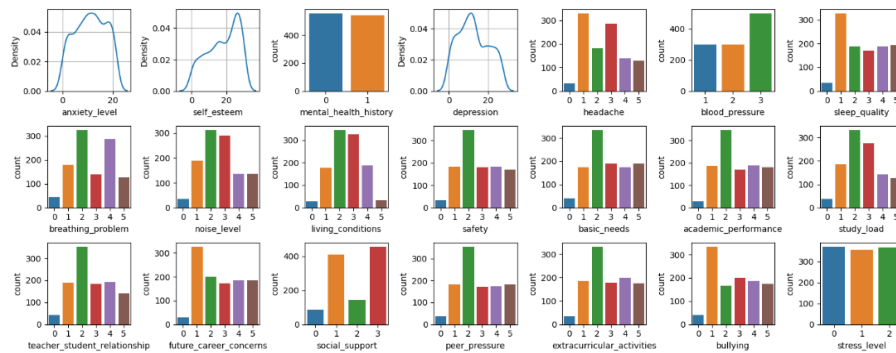 Density
0.04
0.02
0.00
0 20
anxiety_level
Density
0.04
0.02
0.00
0 20
self_esteem
count
400
200
0
0 1
mental_health_history
Density
0.04
0.02
0.00
0 20
depression
count
300
200
100
0
0 1 2 3 4 5
headache
count
400
200
0
1 2 3
blood_pressure
count
300
200
100
0
0 1 2 3 4 5
sleep_quality
count
300
200
100
0
0 1 2 3 4 5
breathing_problem
count
300
200
100
0
0 1 2 3 4 5
noise_level
count
300
200
100
0
0 1 2 3 4 5
living_conditions
count
300
200
100
0
0 1 2 3 4 5
safety
count
300
200
100
0
0 1 2 3 4 5
basic_needs
count
300
200
100
0
0 1 2 3 4 5
academic_performance
count
300
200
100
0
0 1 2 3 4 5
study_load
count
300
200
100
0
0 1 2 3 4 5
teacher_student_relationship
count
300
200
100
0
0 1 2 3 4 5
future_career_concerns
count
400
200
0
0 1 2 3
social_support
count
300
200
100
0
0 1 2 3 4 5
peer_pressure
count
300
200
100
0
0 1 2 3 4 5
extracurricular_activities
count
300
200
100
0
0 1 2 3 4 5
bullying
count
300
200
100
0
0 1 2
stress_level